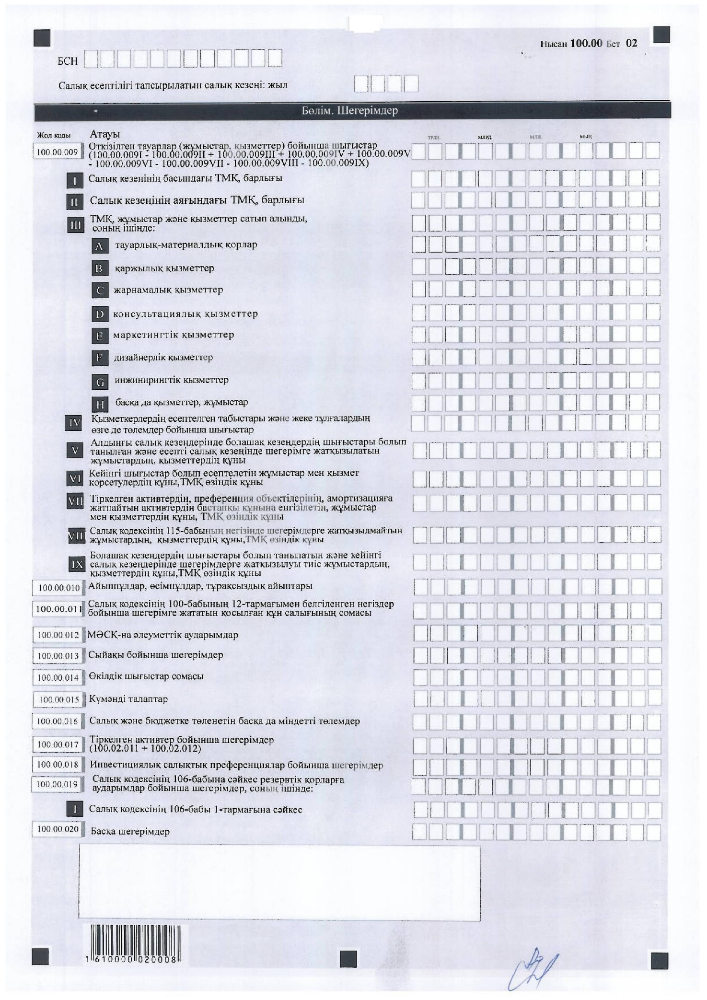 Нысан 100.00 Бет 02
БСН
Салық есептілігі тапсырылатын салық кезеңі: жыл
Бөлім. Шегерімдер
Жол коды Атауы трлн. млрд. млн. мың
100.00.009 Өткізілген тауарлар (жұмыстар, қызметтер) бойынша шығыстар
(100.00.009I - 100.00.009II + 100.00.009III + 100.00.009IV + 100.00.009V
- 100.00.009VI - 100.00.009VII - 100.00.009VIII - 100.00.009IX)
I Салық кезеңінің басындағы ТМҚ, барлығы
II Салық кезеңінің аяғындағы ТМҚ, барлығы
III ТМҚ, жұмыстар және қызметтер сатып алынды,
соның ішінде:
A тауарлық-материалдық қорлар
B қаржылық қызметтер
C жарнамалық қызметтер
D консультациялық қызметтер
E маркетингтік қызметтер
F дизайнерлік қызметтер
G инжинирингтік қызметтер
H басқа да қызметтер, жұмыстар
IV Қызметкерлердің есептелген табыстары және жеке тұлғалардың
өзге де төлемдер бойынша шығыстар
V Алдыңғы салық кезеңдерінде болашақ кезеңдердің шығыстары болып
танылған және есепті салық кезеңінде шегерімге жатқызылатын
жұмыстардың, қызметтердің құны
VI Кейінгі шығыстар болып есептелетін жұмыстар мен қызмет
көрсетулердің құны,ТМҚ өзіндік құны
VII Тіркелген активтердің, преференция объектілерінің, амортизацияға
жатпайтын активтердің бастапқы құнына енгізілетін, жұмыстар
мен қызметтердің құны, ТМҚ өзіндік құны
VII Салық кодексінің 115-бабының негізінде шегерімдерге жатқызылмайтын
жұмыстардың, қызметтердің құны,ТМҚ өзіндік құны
IX Болашақ кезеңдердің шығыстары болып танылатын және кейінгі
салық кезеңдерінде шегерімдерге жатқызылуы тиіс жұмыстардың,
қызметтердің құны,ТМҚ өзіндік құны
100.00.010 Айыппұлдар, өсімпұлдар, тұрақсыздық айыптары
100.00.011 Салық кодексінің 100-бабының 12-тармағымен белгіленген негіздер
бойынша шегерімге жататын қосылған құн салығының сомасы
100.00.012 МӘСҚ-на әлеуметтік аударымдар
100.00.013 Сыйақы бойынша шегерімдер
100.00.014 Өкілдік шығыстар сомасы
100.00.015 Күмәнді талаптар
100.00.016 Салық және бюджетке төленетін басқа да міндетті төлемдер
100.00.017 Тіркелген активтер бойынша шегерімдер
(100.02.011 + 100.02.012)
100.00.018 Инвестициялық салықтық преференциялар бойынша шегерімдер
100.00.019 Салық кодексінің 106-бабына сәйкес резервтік қорларға
аударымдар бойынша шегерімдер, соның ішінде:
I Салық кодексінің 106-бабы 1-тармағына сәйкес
100.00.020 Басқа шегерімдер
1 610000 020008